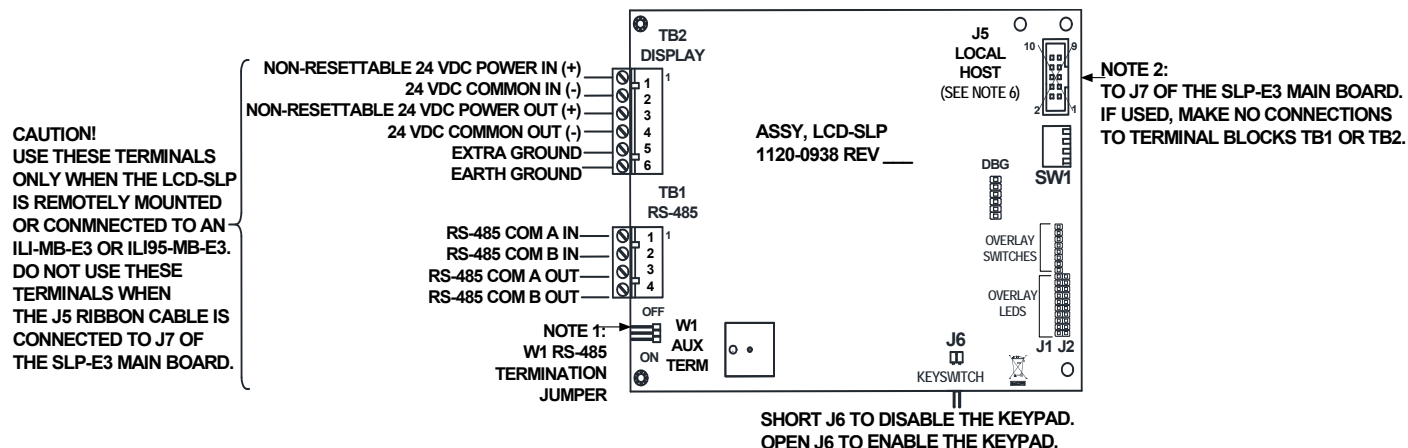 CAUTION!
USE THESE TERMINALS
ONLY WHEN THE LCD-SLP
IS REMOTELY MOUNTED
OR CONMNECTED TO AN
ILI-MB-E3 OR ILI95-MB-E3.
DO NOT USE THESE
TERMINALS WHEN
THE J5 RIBBON CABLE IS
CONNECTED TO J7 OF
THE SLP-E3 MAIN BOARD.
NON-RESETTABLE 24 VDC POWER IN (+)
24 VDC COMMON IN (-)
NON-RESETTABLE 24 VDC POWER OUT (+)
24 VDC COMMON OUT (-)
EXTRA GROUND
EARTH GROUND
TB2
DISPLAY
1
1
2
3
4
5
6
TB1
RS-485
RS-485 COM A IN
RS-485 COM B IN
RS-485 COM A OUT
RS-485 COM B OUT
1
1
2
3
4
NOTE 1:
W1 RS-485
TERMINATION
JUMPER
OFF
ON
W1
AUX
TERM
ASSY, LCD-SLP
1120-0938 REV ___
J5
LOCAL
HOST
(SEE NOTE 6)
10
9
2
1
NOTE 2:
TO J7 OF THE SLP-E3 MAIN BOARD.
IF USED, MAKE NO CONNECTIONS
TO TERMINAL BLOCKS TB1 OR TB2.
SW1
DBG
OVERLAY
SWITCHES
OVERLAY
LEDS
J1 J2
J6
KEYSWITCH
SHORT J6 TO DISABLE THE KEYPAD.
OPEN J6 TO ENABLE THE KEYPAD.